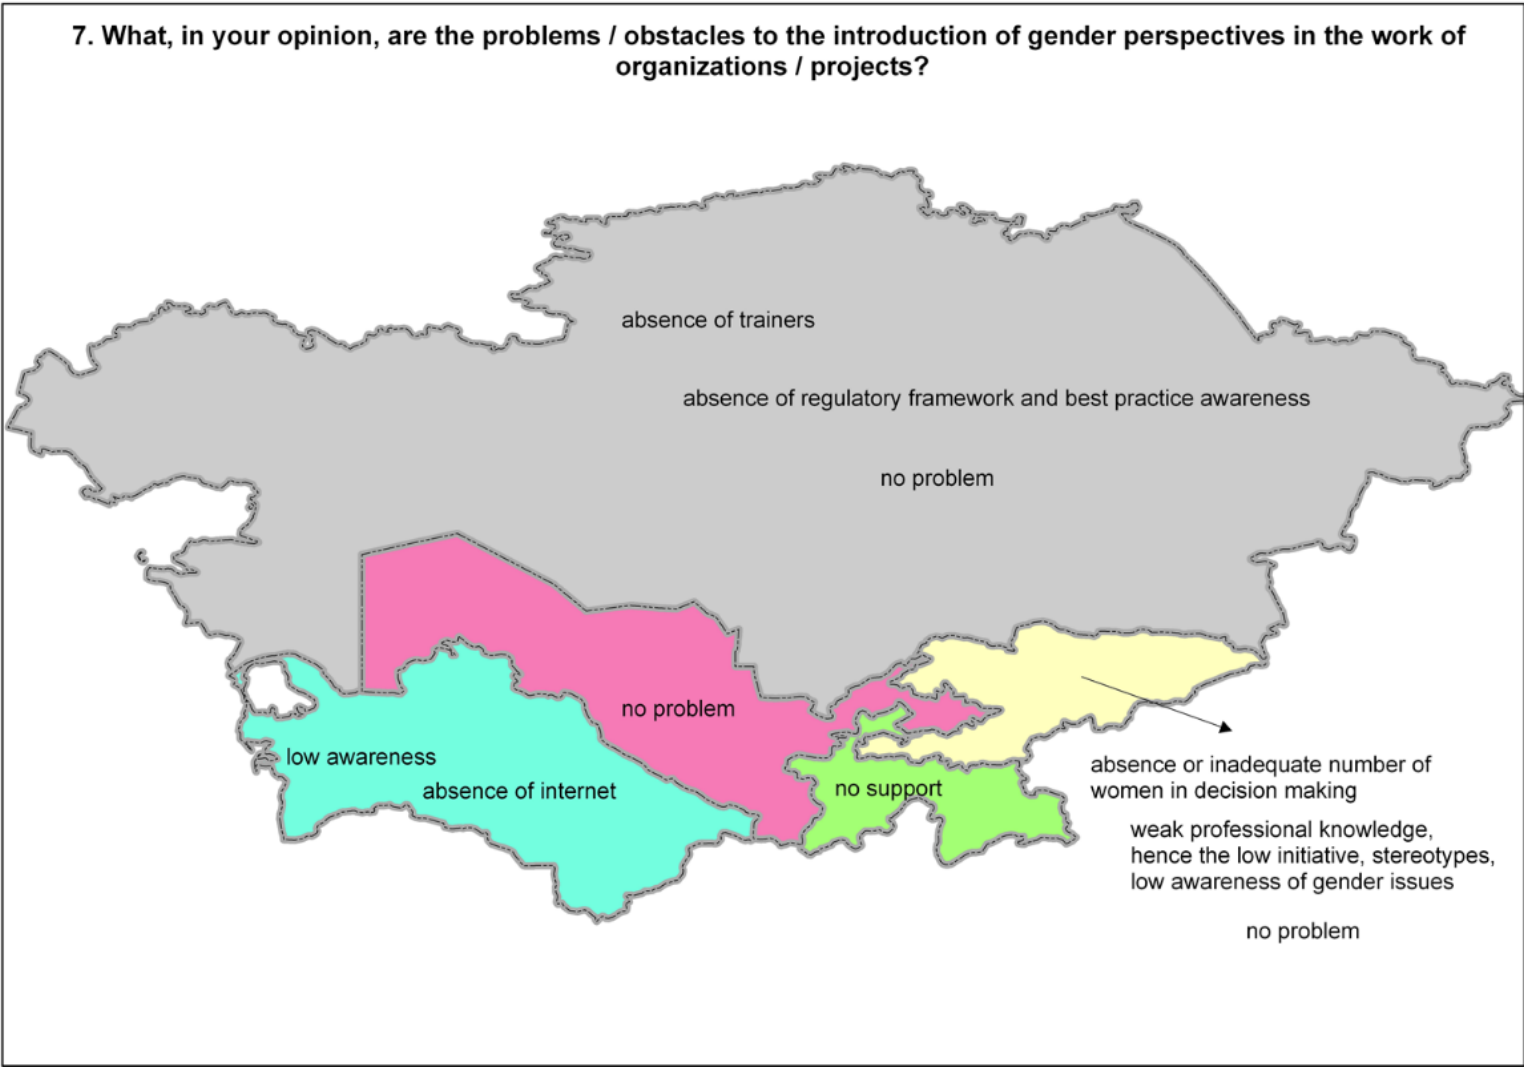 7. What, in your opinion, are the problems / obstacles to the introduction of gender perspectives in the work of
organizations / projects?
absence of trainers
absence of regulatory framework and best practice awareness
no problem
no problem
low awareness
absence of internet
no support
absence or inadequate number of
women in decision making
weak professional knowledge,
hence the low initiative, stereotypes,
low awareness of gender issues
no problem